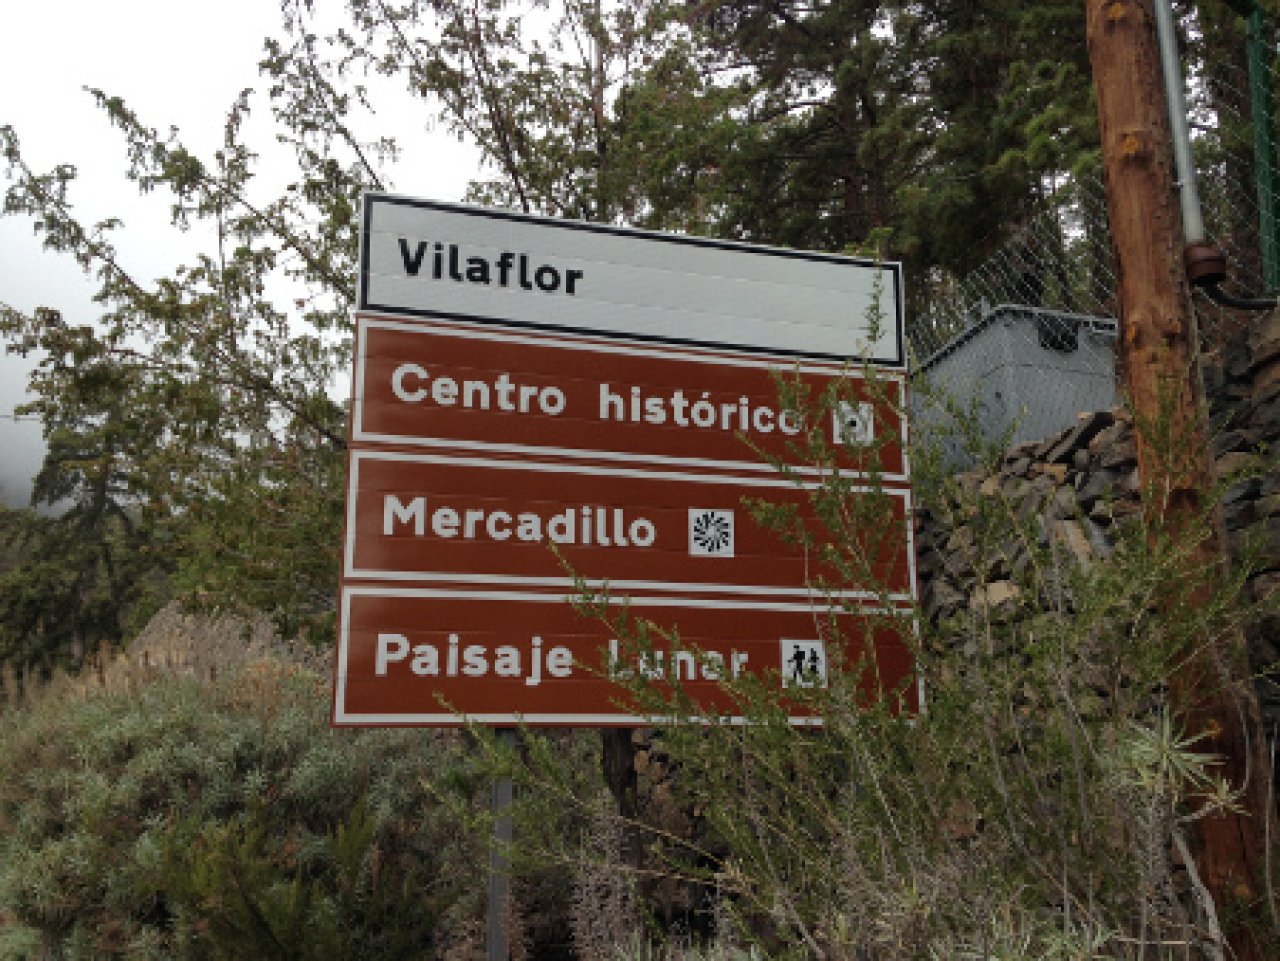 Vilaflor
Centro histórico
Mercadillo
Paisaje Lunar